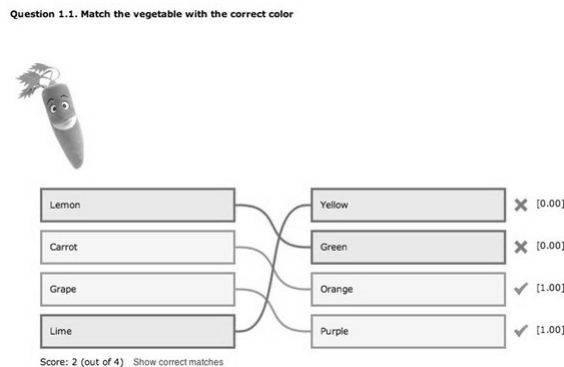 Question 1.1. Match the vegetable with the correct color
Lemon Yellow [0.00]
Carrot Green [0.00]
Grape Orange [1.00]
Lime Purple [1.00]
Score: 2 (out of 4) Show correct matches